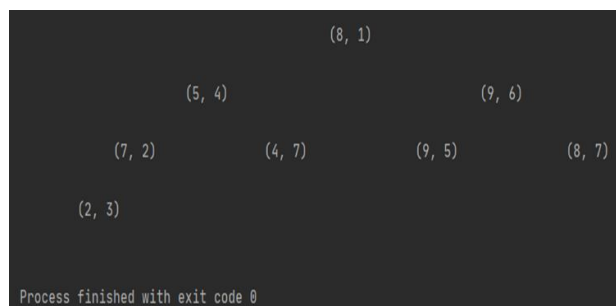 (8, 1)
(5, 4) (9, 6)
(7, 2) (4, 7) (9, 5) (8, 7)
(2, 3)
Process finished with exit code 0